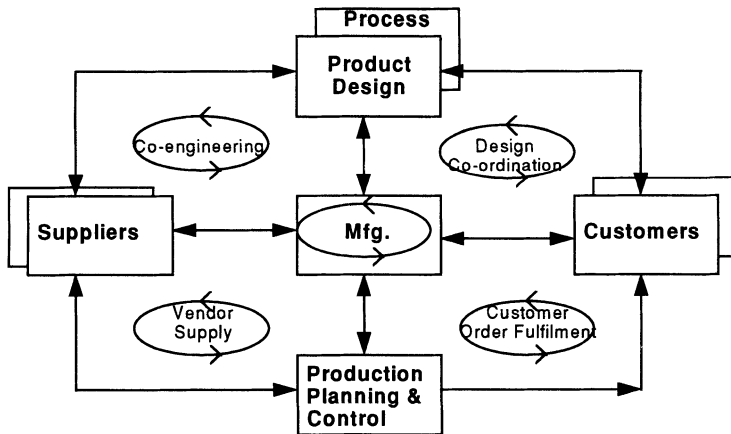 Process
Product
Design
Co-engineering
Design
Co-ordination
Suppliers
Mfg.
Customers
Vendor
Supply
Customer
Order Fulfilment
Production
Planning &
Control